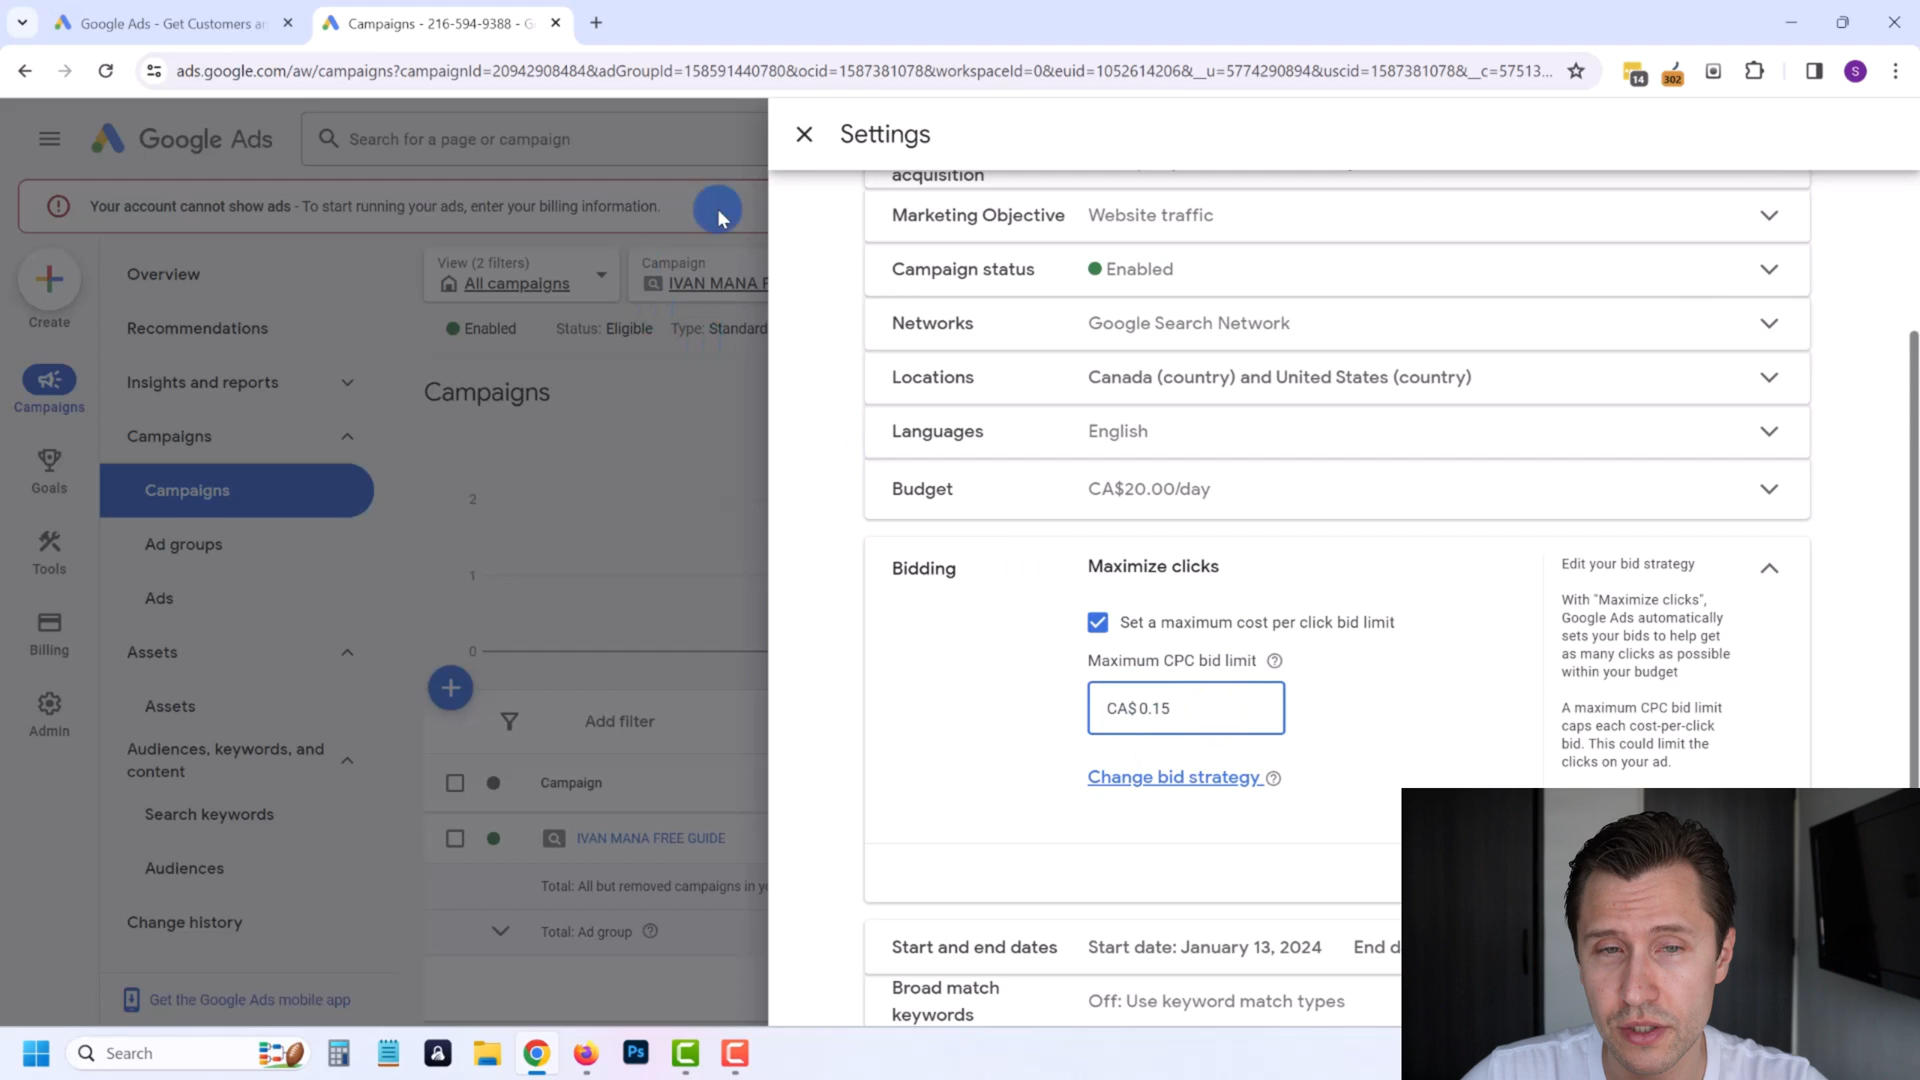 Google Ads - Get Customers an
Campaigns - 216-594-9388 - G
ads.google.com/aw/campaigns?campaignId=20942908484&adGroupId=158591440780&ocid=1587381078&workspaceId=0&euid=1052614206&__u=5774290894&uscid=1587381078&__c=57513...
14
302
S
Google Ads
Search for a page or campaign
Settings
Your account cannot show ads - To start running your ads, enter your billing information.
Create
Campaigns
Goals
Tools
Billing
Admin
Overview
Recommendations
Insights and reports
Campaigns
Campaigns
Ad groups
Ads
Assets
Assets
Audiences, keywords, and
content
Search keywords
Audiences
Change history
Get the Google Ads mobile app
View (2 filters)
All campaigns
Campaign
IVAN MANA F
Enabled
Status: Eligible
Type: Standard
Campaigns
2
1
0
Add filter
Campaign
IVAN MANA FREE GUIDE
Total: All but removed campaigns in yo
Total: Ad group
acquisition
Marketing Objective
Website traffic
Campaign status
Enabled
Networks
Google Search Network
Locations
Canada (country) and United States (country)
Languages
English
Budget
CA$20.00/day
Bidding
Maximize clicks
Set a maximum cost per click bid limit
Maximum CPC bid limit
CA$ 0.15
Change bid strategy
Edit your bid strategy
With "Maximize clicks",
Google Ads automatically
sets your bids to help get
as many clicks as possible
within your budget
A maximum CPC bid limit
caps each cost-per-click
bid. This could limit the
clicks on your ad.
Start and end dates
Start date: January 13, 2024
End d
Broad match
keywords
Off: Use keyword match types
Search
Ps